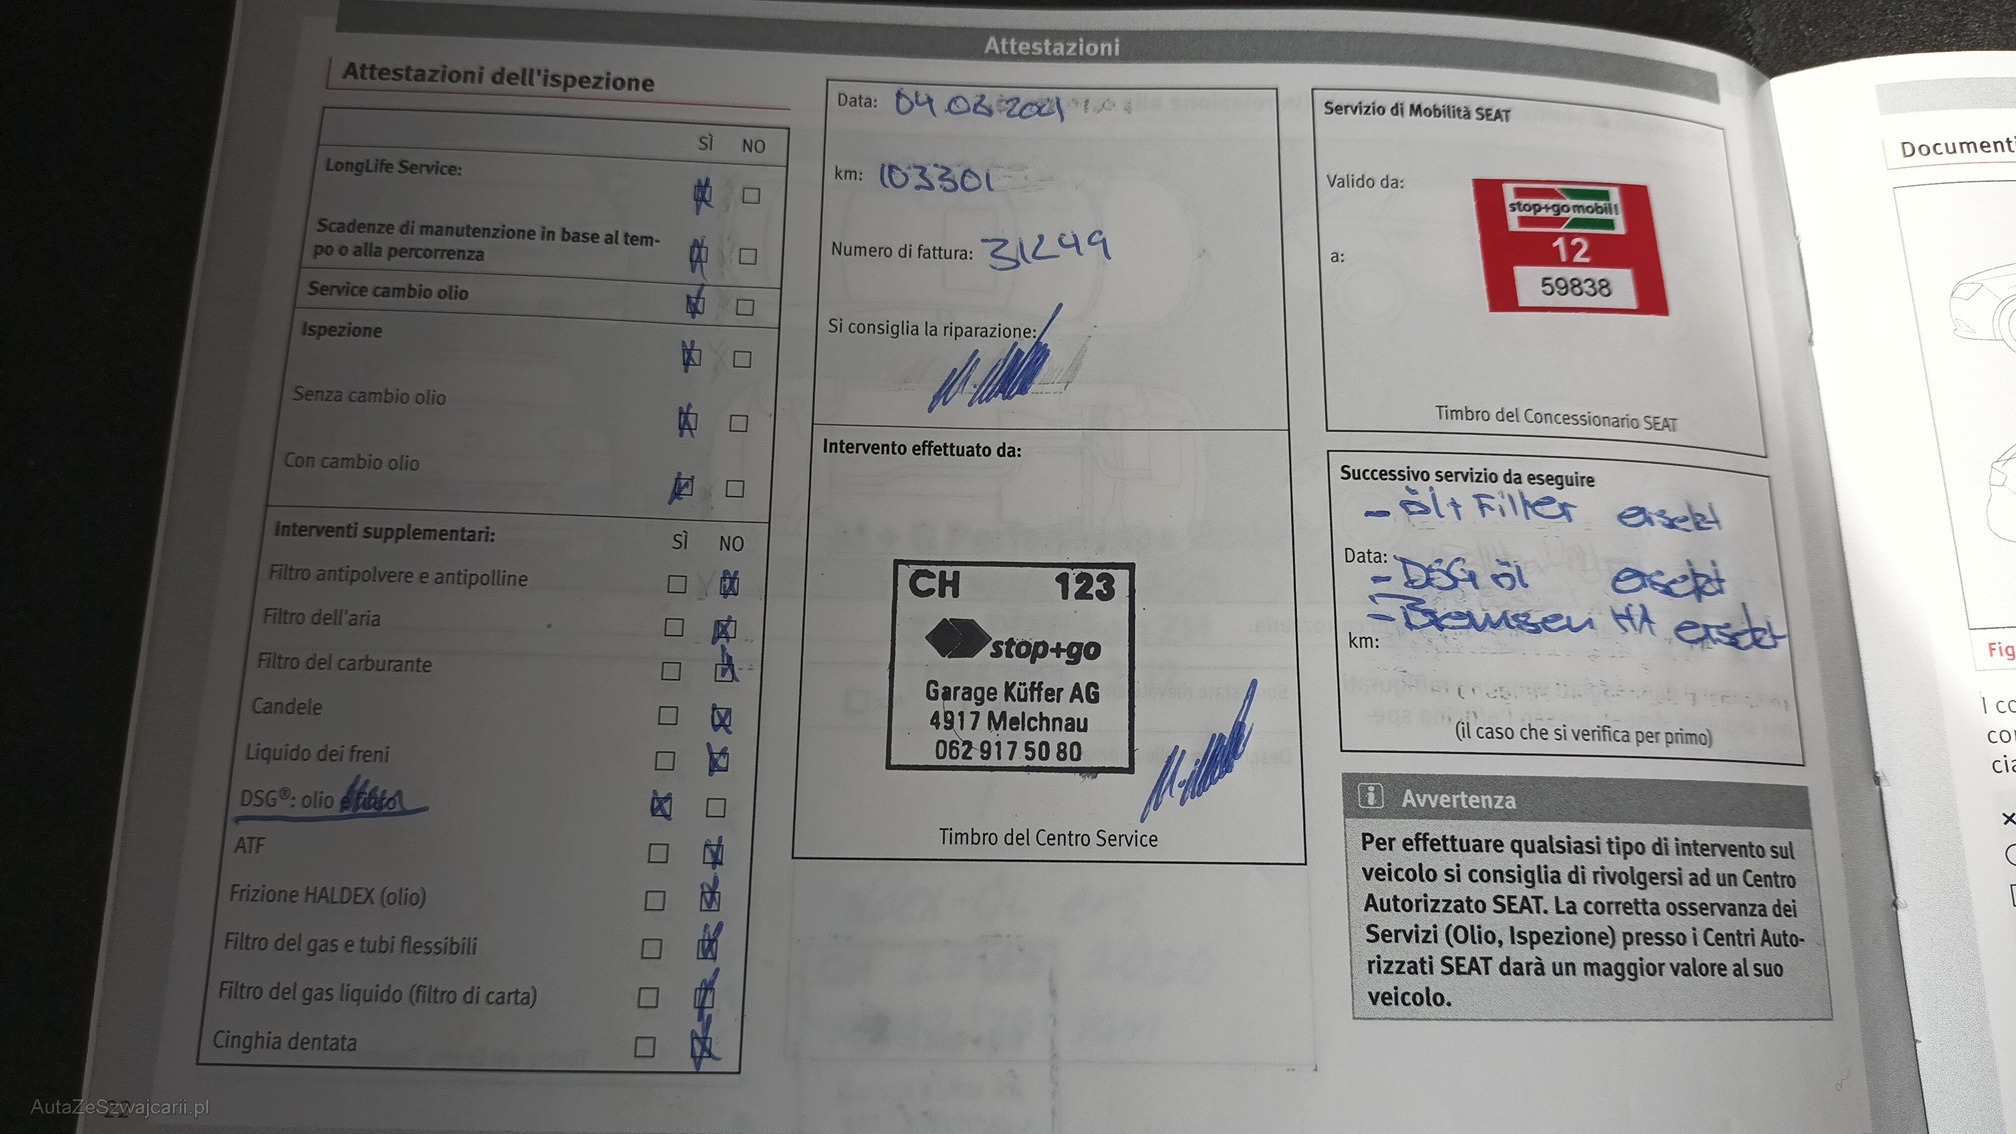 Attestazioni
Attestazioni dell'ispezione
SÌ NO
LongLife Service:
Scadenze di manutenzione in base al tem-
po o alla percorrenza
Service cambio olio
Ispezione
Senza cambio olio
Con cambio olio
Interventi supplementari:
SÌ NO
Filtro antipolvere e antipolline
Filtro dell'aria
Filtro del carburante
Candele
Liquido dei freni
DSG®: olio e filtro
ATF
Frizione HALDEX (olio)
Filtro del gas e tubi flessibili
Filtro del gas liquido (filtro di carta)
Cinghia dentata
22
Data: 04.03.2021
km: 103301
Numero di fattura: 31249
Si consiglia la riparazione:
Intervento effettuato da:
CH 123
stop+go
Garage Küffer AG
4917 Melchnau
062 917 50 80
Timbro del Centro Service
Servizio di Mobilità SEAT
Valido da:
stop+go mobil!
12
a:
59838
Timbro del Concessionario SEAT
Successivo servizio da eseguire
- Öl + Filter ersetzt
Data:
- DSG öl ersetzt
- Bremsen HA ersetzt
km:
(il caso che si verifica per primo)
i Avvertenza
Per effettuare qualsiasi tipo di intervento sul
veicolo si consiglia di rivolgersi ad un Centro
Autorizzato SEAT. La corretta osservanza dei
Servizi (Olio, Ispezione) presso i Centri Auto-
rizzati SEAT darà un maggior valore al suo
veicolo.
Documenti
Fig
I co
co
cia
AutaZeSzwajcarii.pl